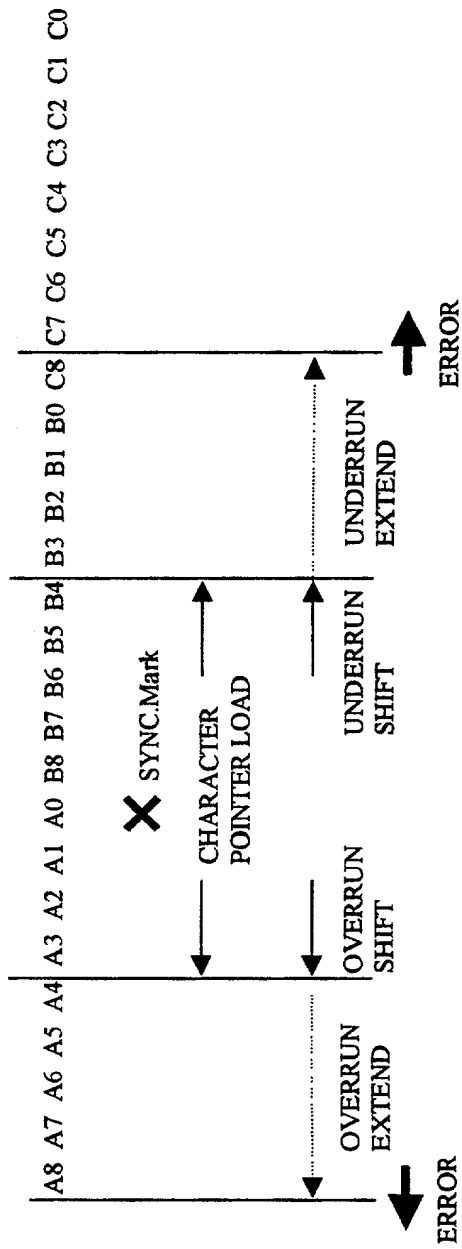 A8 A7 A6 A5 A4 A3 A2 A1 A0 B8 B7 B6 B5 B4 B3 B2 B1 B0 C8 C7 C6 C5 C4 C3 C2 C1 C0
SYNC.Mark
CHARACTER
POINTER LOAD
OVERRUN
EXTEND
OVERRUN
SHIFT
UNDERRUN
SHIFT
UNDERRUN
EXTEND
ERROR
ERROR